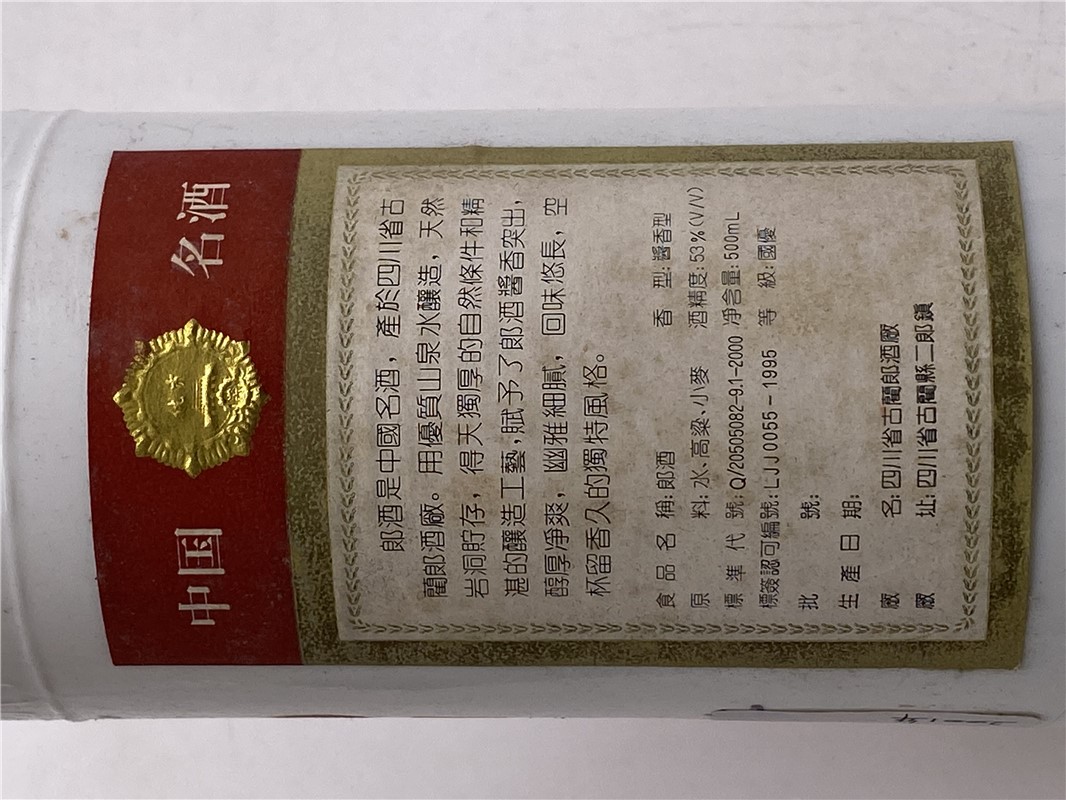 中国 名酒
郎酒是中國名酒，產於四川省古
藺郎酒廠。用優質山泉水釀造，天然
岩洞貯存，得天獨厚的自然條件和精
湛的釀造工藝，賦予了郎酒醬香突出，
醇厚凈爽，幽雅細膩，回味悠長，空
杯留香久的獨特風格。
食品名稱：郎酒 香型：醬香型
原料：水、高粱、小麥 酒精度：53%(V/V)
標準代號：Q/20505082-9.1-2000 净含量：500mL
標簽認可編號：LJJ0055-1995 等級：國優
批號：
生產日期：
廠名：四川省古藺郎酒廠
廠址：四川省古藺縣二郎鎮